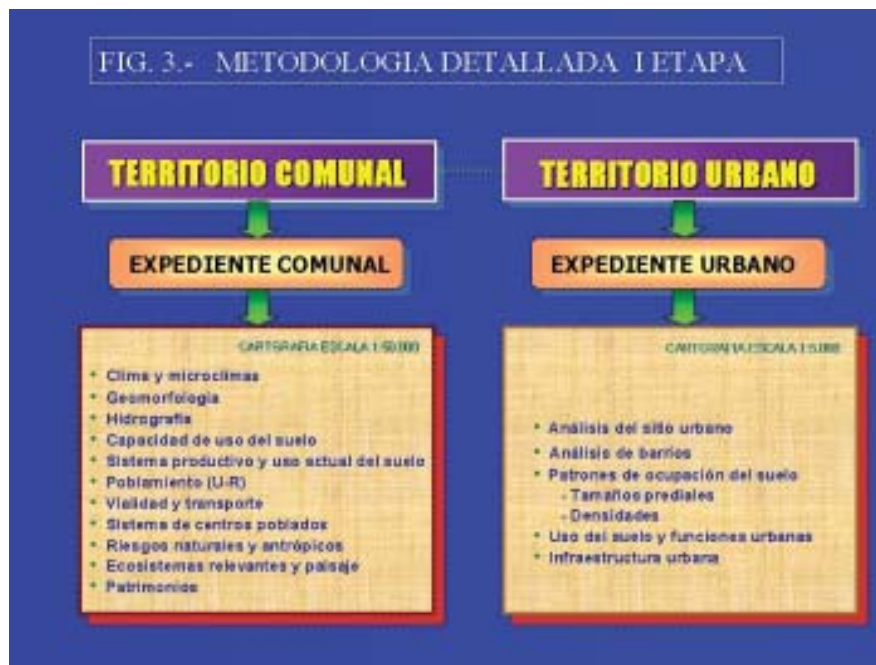 FIG. 3.- METODOLOGIA DETALLADA I ETAPA
TERRITORIO COMUNAL
EXPEDIENTE COMUNAL
CARTGRAFIA ESCALA 1:50.000
• Clima y microclimas
• Geomorfología
• Hidrografía
• Capacidad de uso del suelo
• Sistema productivo y uso actual del suelo
• Poblamiento (U-R)
• Vialidad y transporte
• Sistema de centros poblados
• Riesgos naturales y antrópicos
• Ecosistemas relevantes y paisaje
• Patrimonios
TERRITORIO URBANO
EXPEDIENTE URBANO
CARTGRAFIA ESCALA 1:5.000
• Análisis del sitio urbano
• Análisis de barrios
• Patrones de ocupación del suelo
- Tamaños prediales
- Densidades
• Uso del suelo y funciones urbanas
• Infraestructura urbana